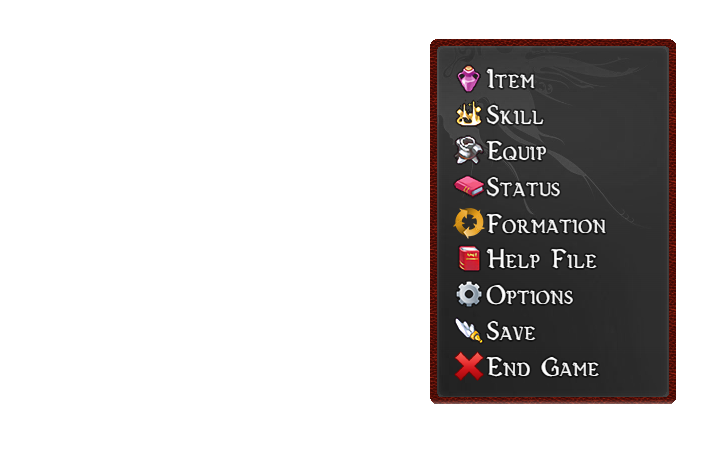 Item
Skill
Equip
Status
Formation
Help File
Options
Save
End Game